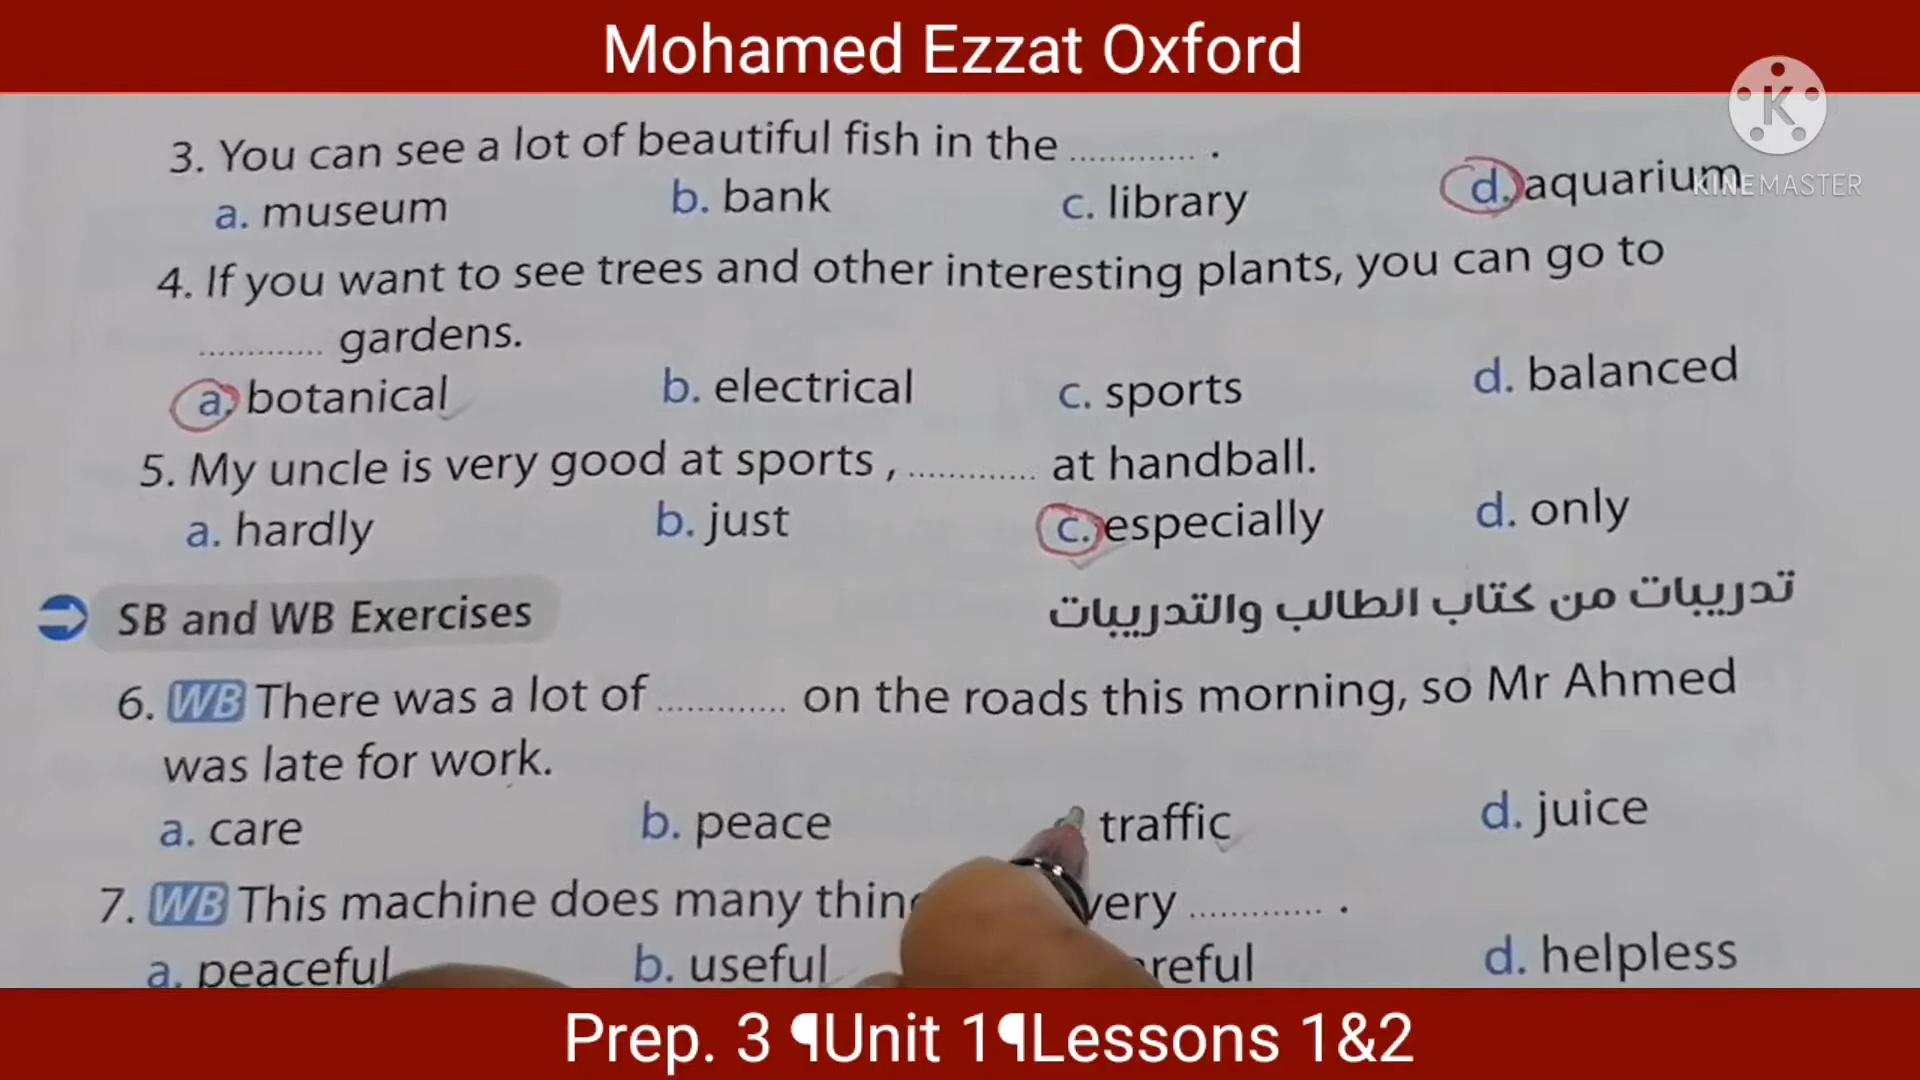 Mohamed Ezzat Oxford
KINEMASTER
3. You can see a lot of beautiful fish in the ............ .
a. museum b. bank c. library d. aquarium
4. If you want to see trees and other interesting plants, you can go to
............ gardens.
a. botanical b. electrical c. sports d. balanced
5. My uncle is very good at sports , ............ at handball.
a. hardly b. just c. especially d. only
SB and WB Exercises تدريبات من كتاب الطالب والتدريبات
6. WB There was a lot of ............ on the roads this morning, so Mr Ahmed
was late for work.
a. care b. peace traffic d. juice
7. WB This machine does many very ............ .
a. peaceful b. useful d. helpless
Prep. 3 ¶Unit 1¶Lessons 1&2